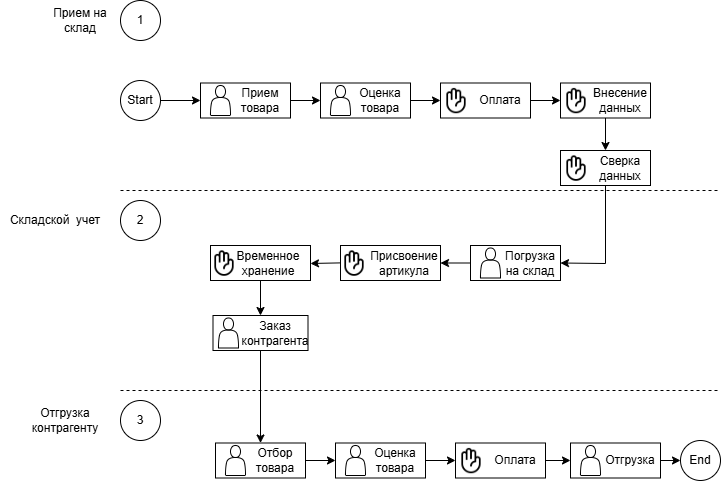 Прием на
склад
1
Start
Прием
товара
Оценка
товара
Оплата
Внесение
данных
Сверка
данных
Складской учет
2
Временное
хранение
Присвоение
артикула
Погрузка
на склад
Заказ
контрагента
Отгрузка
контрагенту
3
Отбор
товара
Оценка
товара
Оплата
Отгрузка
End